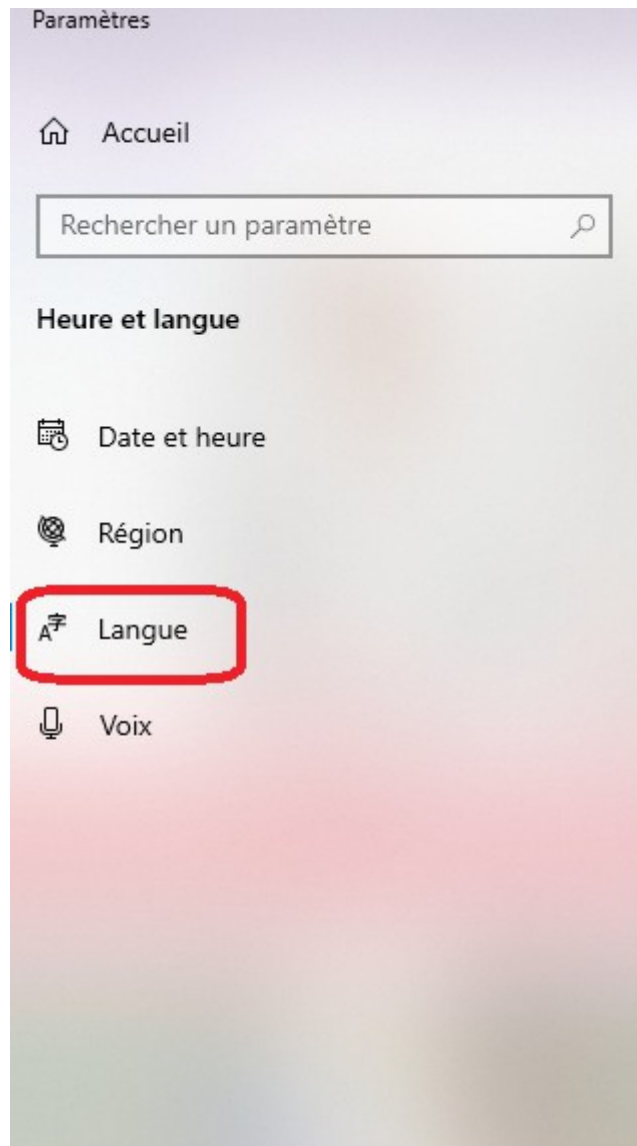 Paramètres
Accueil
Rechercher un paramètre
Heure et langue
Date et heure
Région
Langue
Voix